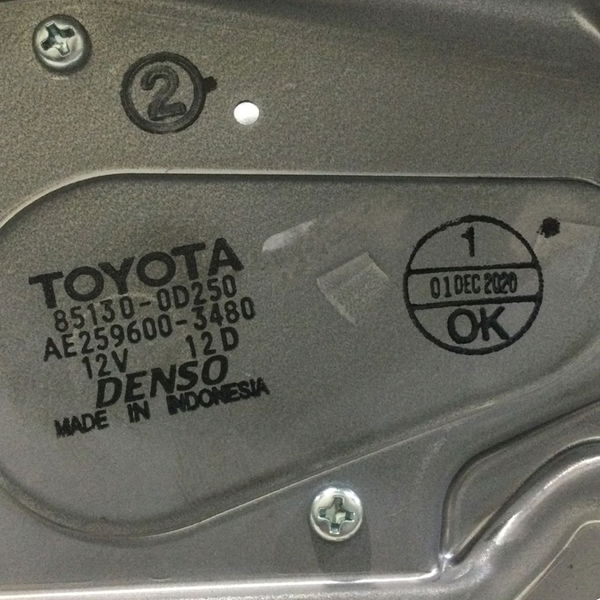 2
TOYOTA
85130-0D250
AE259600-3480
12V 12D
DENSO
MADE IN INDONESIA
1
01 DEC 2020
OK